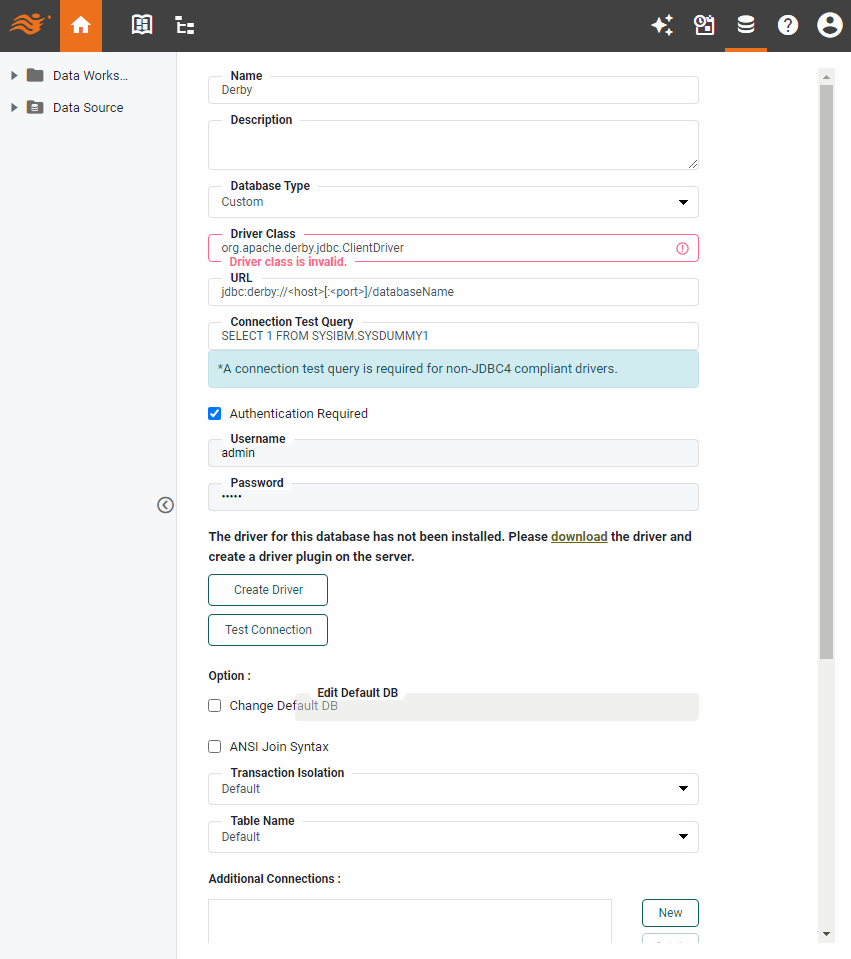 Data Works...
Data Source
Name
Derby
Description
Database Type
Custom
Driver Class
org.apache.derby.jdbc.ClientDriver
Driver class is invalid.
URL
jdbc:derby://<host>[:<port>]/databaseName
Connection Test Query
SELECT 1 FROM SYSIBM.SYSDUMMY1
*A connection test query is required for non-JDBC4 compliant drivers.
Authentication Required
Username
admin
Password
•••••
The driver for this database has not been installed. Please download the driver and
create a driver plugin on the server.
Create Driver
Test Connection
Option :
Edit Default DB
Change Default DB
ANSI Join Syntax
Transaction Isolation
Default
Table Name
Default
Additional Connections :
New